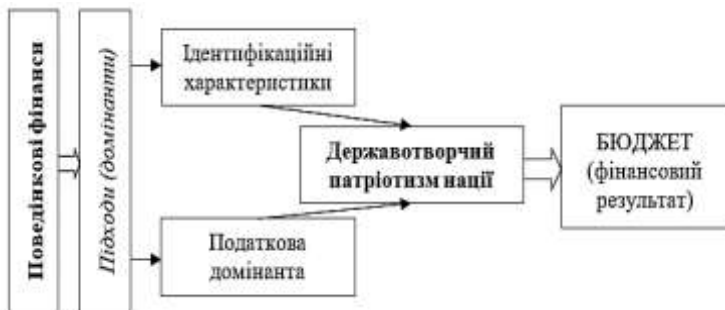 Поведінкові фінанси
Підходи (домінанти)
Ідентифікаційні
характеристики
Державотворчий
патріотизм нації
Податкова
домінанта
БЮДЖЕТ
(фінансовий
результат)